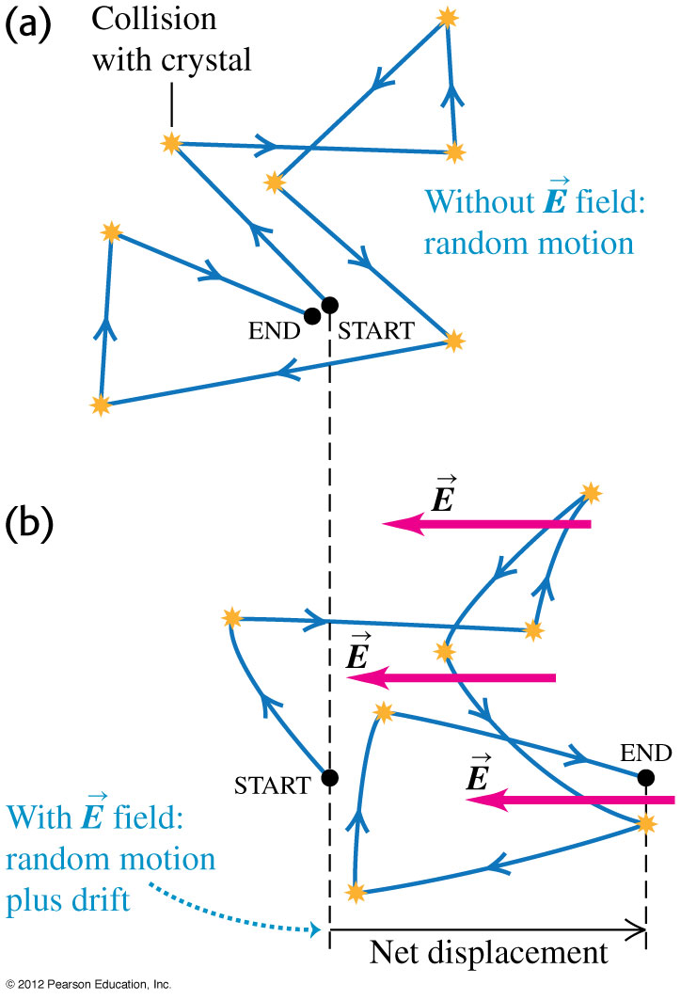 (a)
Collision
with crystal
Without E⃗ field:
random motion
END
START
(b)
E⃗
E⃗
E⃗
END
START
With E⃗ field:
random motion
plus drift
Net displacement
© 2012 Pearson Education, Inc.